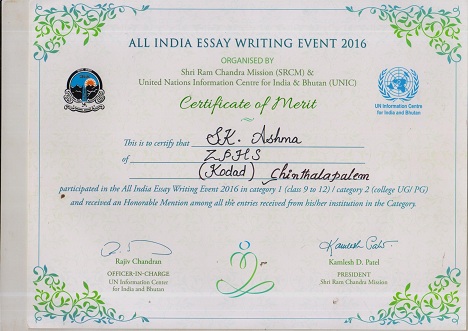 ALL INDIA ESSAY WRITING EVENT 2016
ORGANISED BY
Shri Ram Chandra Mission (SRCM) &
United Nations Information Centre for India & Bhutan (UNIC)
Certificate of Merit
UN Information Centre
for India and Bhutan
This is to certify that SK. Ashma
of ZPHS
(Kodad) Chinthalapalem
participated in the All India Essay Writing Event 2016 in category 1 (class 9 to 12) / category 2 (college UG/ PG)
and received an Honorable Mention among all the entries received from his/her institution in the Category.
Rajiv Chandran
OFFICER-IN-CHARGE
UN Information Centre
for India and Bhutan
Kamlesh D. Patel
PRESIDENT
Shri Ram Chandra Mission